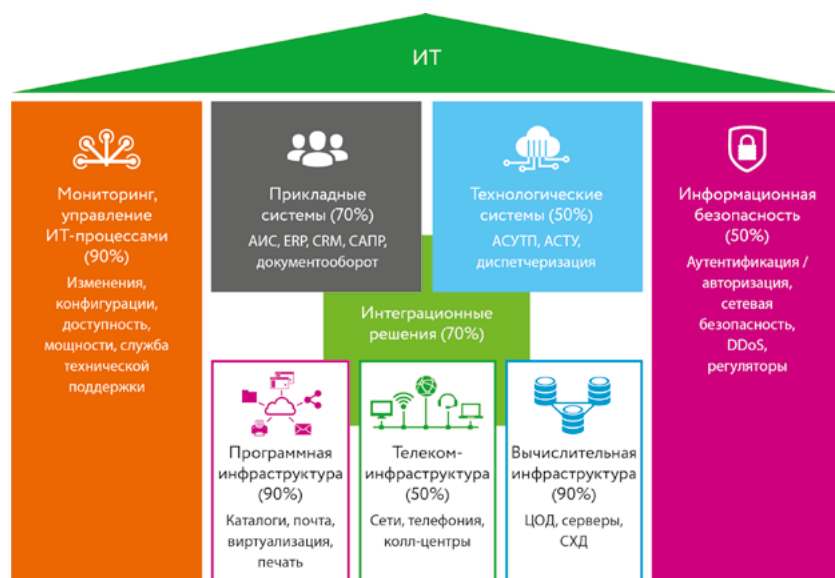 ИТ
Мониторинг,
управление
ИТ-процессами
(90%)
Изменения,
конфигурации,
доступность,
мощности, служба
технической
поддержки
Прикладные
системы (70%)
АИС, ERP, CRM, САПР,
документооборот
Технологические
системы (50%)
АСУТП, АСТУ,
диспетчеризация
Информационная
безопасность
(50%)
Аутентификация /
авторизация,
сетевая
безопасность,
DDoS,
регуляторы
Интеграционные
решения (70%)
Программная
инфраструктура
(90%)
Каталоги, почта,
виртуализация,
печать
Телеком-
инфраструктура
(50%)
Сети, телефония,
колл-центры
Вычислительная
инфраструктура
(90%)
ЦОД, серверы,
СХД